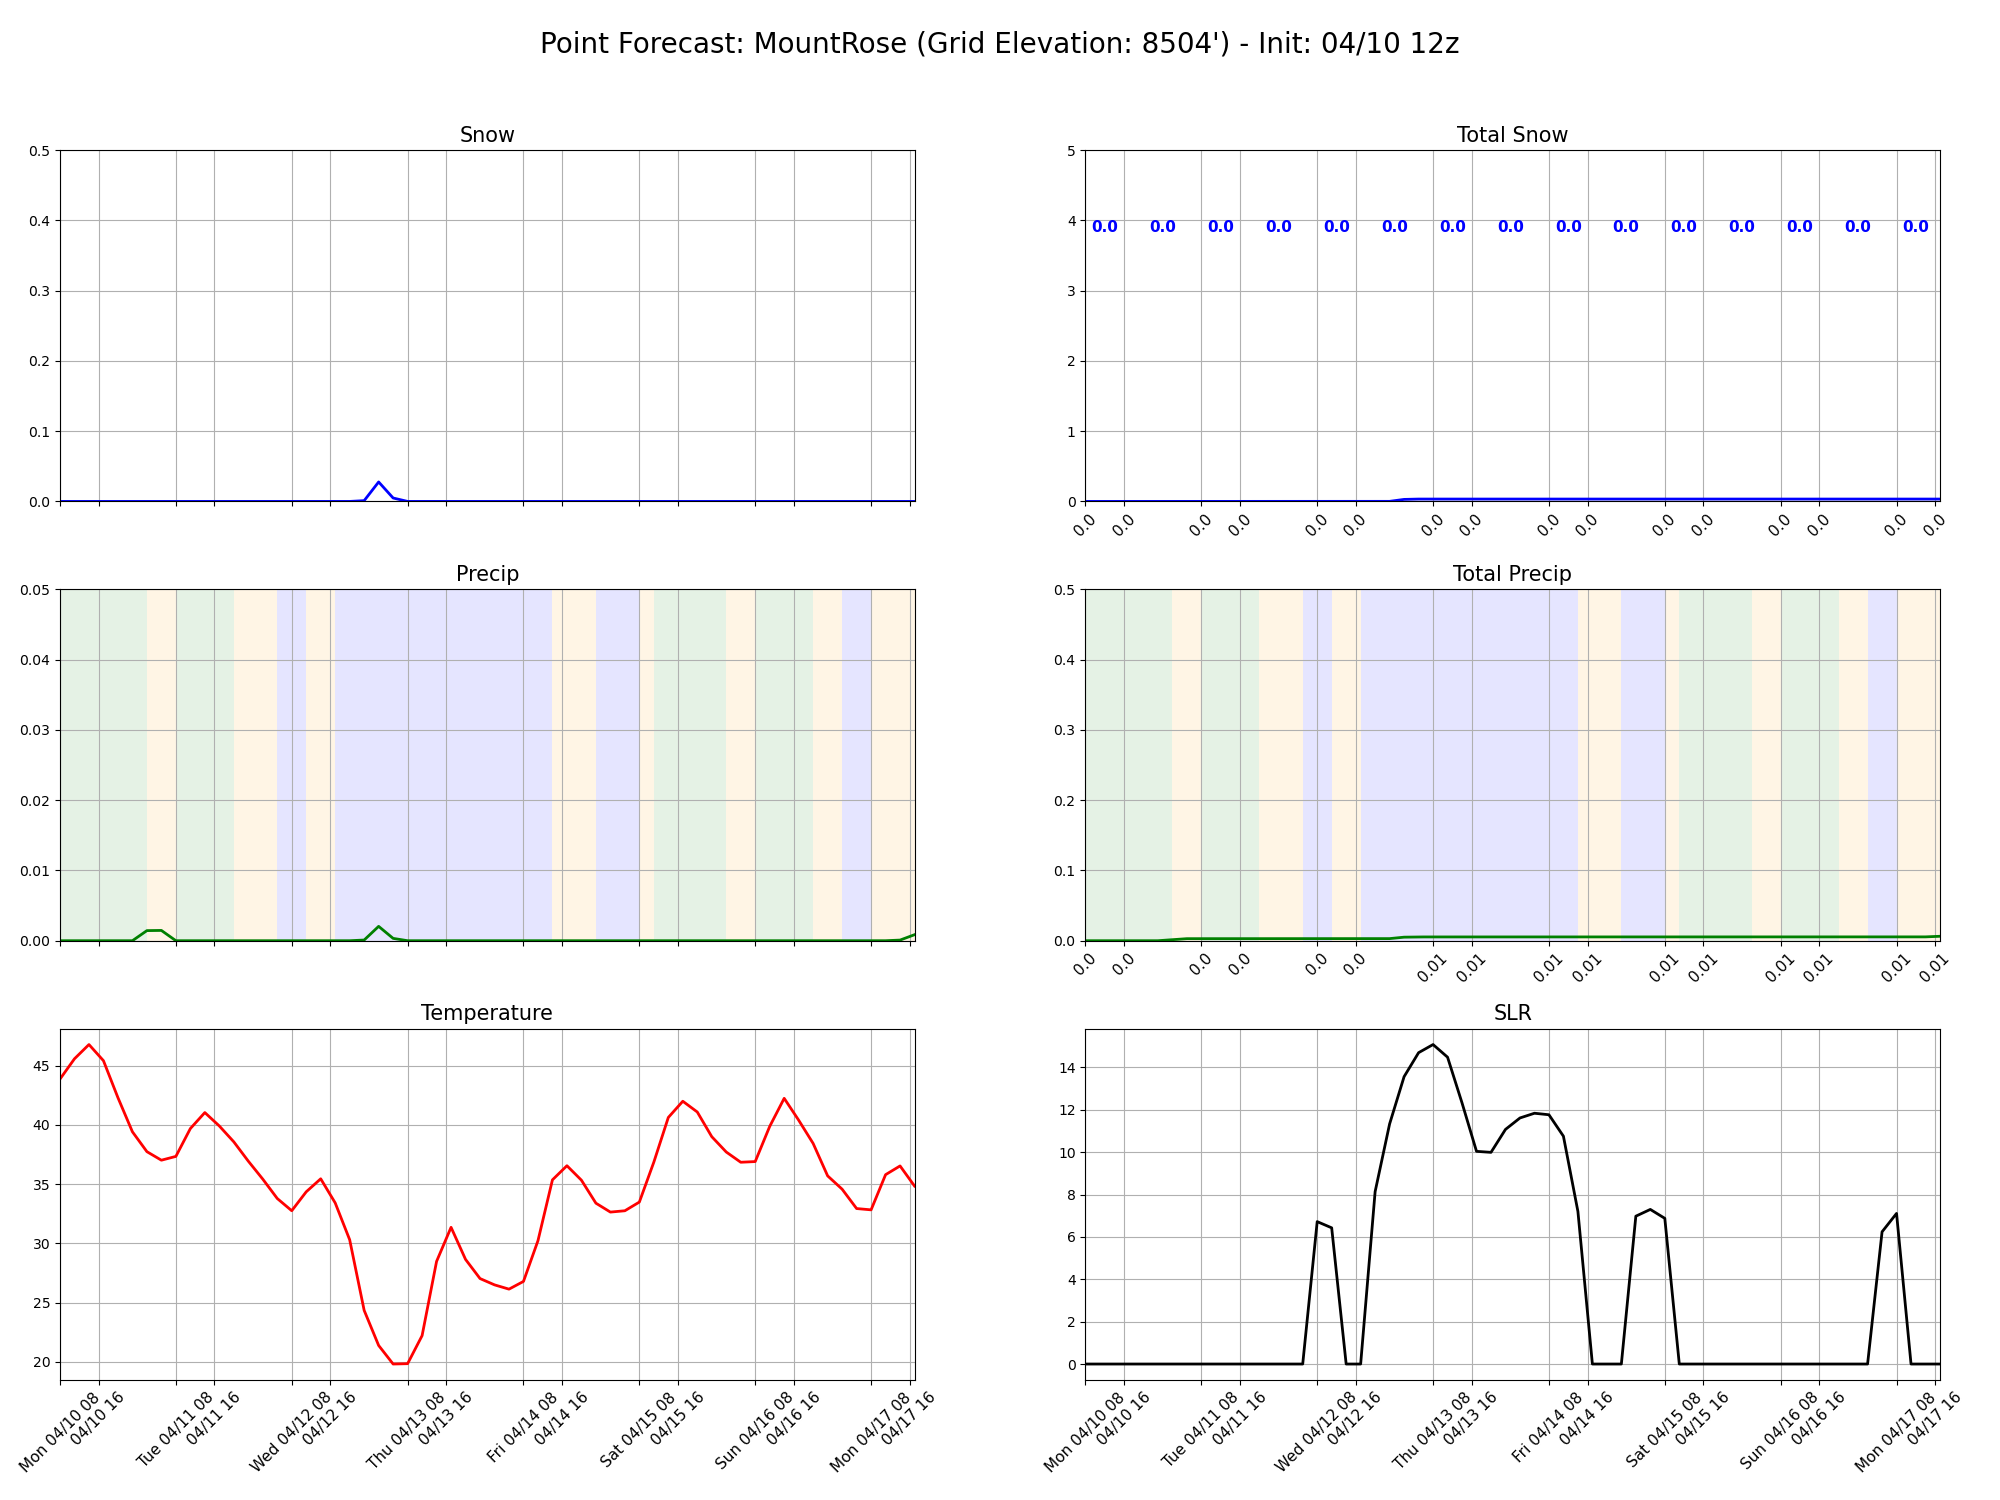 Point Forecast: MountRose (Grid Elevation: 8504') - Init: 04/10 12z
Snow
0.5
0.4
0.3
0.2
0.1
0.0
Total Snow
5
4
3
2
1
0
0.0 0.0 0.0 0.0 0.0 0.0 0.0 0.0 0.0 0.0 0.0 0.0 0.0 0.0 0.0
0.0 0.0 0.0 0.0 0.0 0.0 0.0 0.0 0.0 0.0 0.0 0.0 0.0 0.0 0.0 0.0
Precip
0.05
0.04
0.03
0.02
0.01
0.00
Total Precip
0.5
0.4
0.3
0.2
0.1
0.0
0.0 0.0 0.0 0.0 0.0 0.0 0.01 0.01 0.01 0.01 0.01 0.01 0.01 0.01 0.01 0.01
Temperature
45
40
35
30
25
20
Mon 04/10 08
04/10 16
Tue 04/11 08
04/11 16
Wed 04/12 08
04/12 16
Thu 04/13 08
04/13 16
Fri 04/14 08
04/14 16
Sat 04/15 08
04/15 16
Sun 04/16 08
04/16 16
Mon 04/17 08
04/17 16
SLR
14
12
10
8
6
4
2
0
Mon 04/10 08
04/10 16
Tue 04/11 08
04/11 16
Wed 04/12 08
04/12 16
Thu 04/13 08
04/13 16
Fri 04/14 08
04/14 16
Sat 04/15 08
04/15 16
Sun 04/16 08
04/16 16
Mon 04/17 08
04/17 16